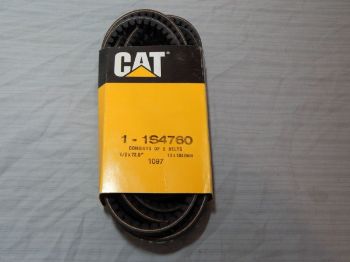 CAT
1 - 1S4760
CONSISTS OF 2 BELTS
1097